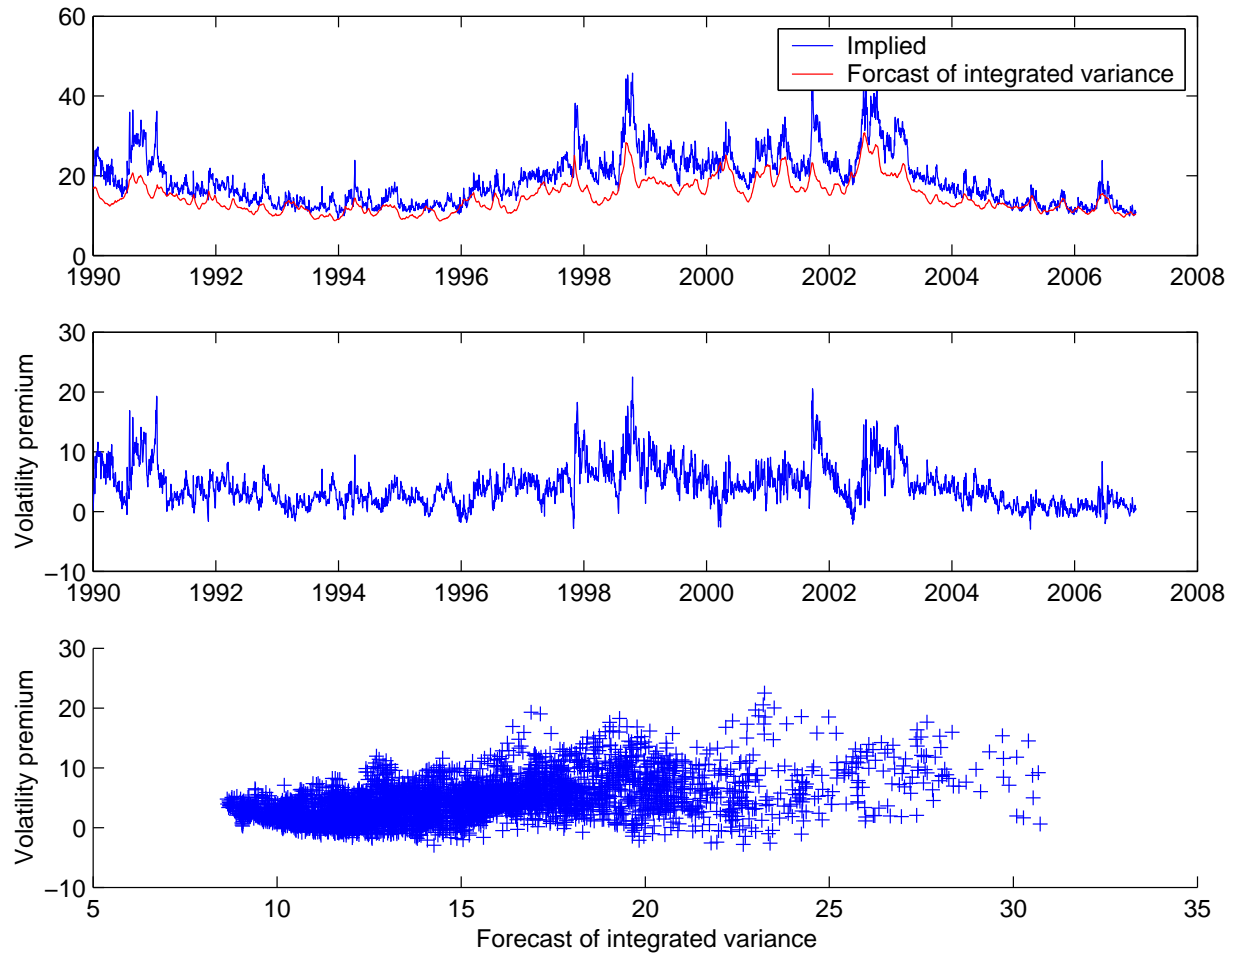 60
40
20
0
Implied
Forcast of integrated variance
1990 1992 1994 1996 1998 2000 2002 2004 2006 2008
Volatility premium
30
20
10
0
−10
1990 1992 1994 1996 1998 2000 2002 2004 2006 2008
Volatility premium
30
20
10
0
−10
5 10 15 20 25 30 35
Forecast of integrated variance